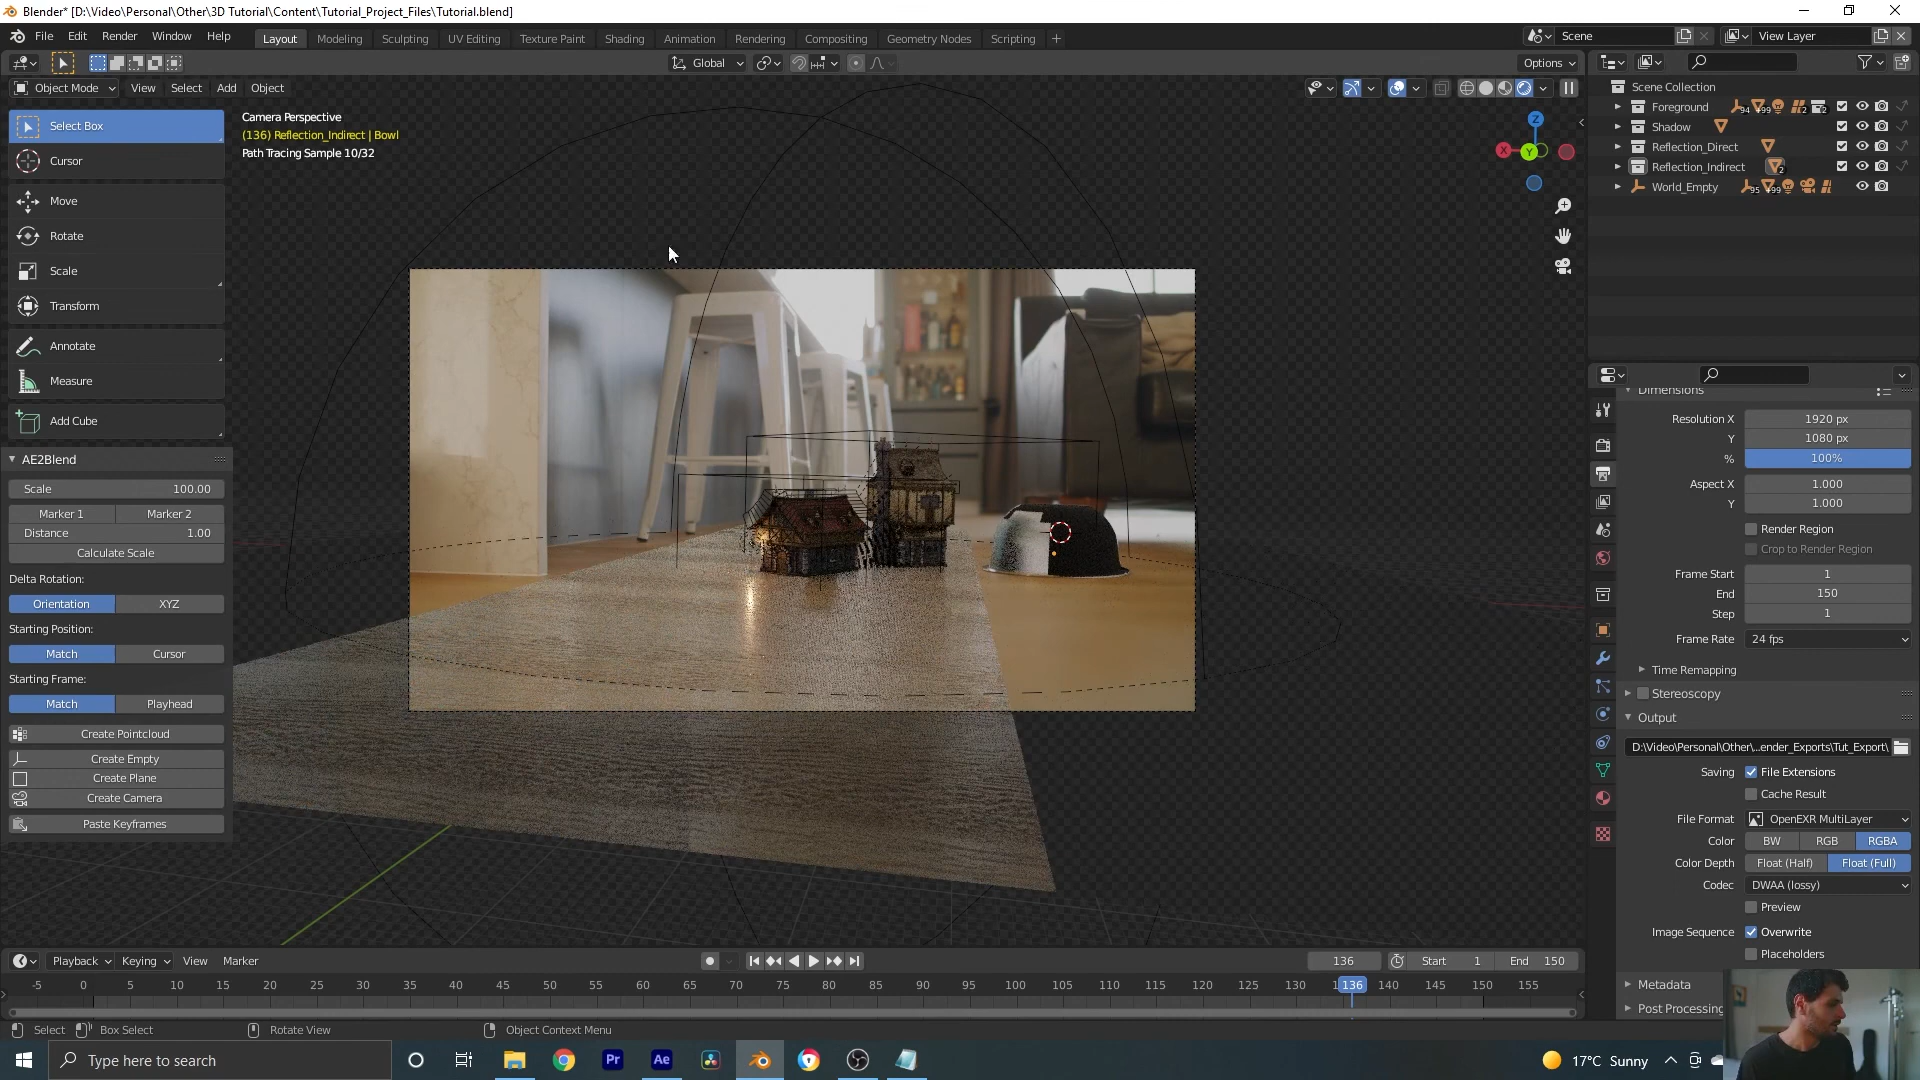 Blender* [D:\Video\Personal\Other\3D Tutorial\Content\Tutorial_Project_Files\Tutorial.blend]
File Edit Render Window Help Layout Modeling Sculpting UV Editing Texture Paint Shading Animation Rendering Compositing Geometry Nodes Scripting + Scene View Layer
Global Options
Object Mode View Select Add Object
Camera Perspective
(136) Reflection_Indirect | Bowl
Path Tracing Sample 10/32
Select Box
Cursor
Move
Rotate
Scale
Transform
Annotate
Measure
Add Cube
AE2Blend
Scale 100.00
Marker 1 Marker 2
Distance 1.00
Calculate Scale
Delta Rotation:
Orientation XYZ
Starting Position:
Match Cursor
Starting Frame:
Match Playhead
Create Pointcloud
Create Empty
Create Plane
Create Camera
Paste Keyframes
Z
X
Y
Scene Collection
Foreground 94 +99 2 2
Shadow
Reflection_Direct
Reflection_Indirect 2
World_Empty 95 +99
Dimensions
Resolution X 1920 px
Y 1080 px
% 100%
Aspect X 1.000
Y 1.000
Render Region
Crop to Render Region
Frame Start 1
End 150
Step 1
Frame Rate 24 fps
Time Remapping
Stereoscopy
Output
D:\Video\Personal\Other\...ender_Exports\Tut_Export\
Saving File Extensions
Cache Result
File Format OpenEXR MultiLayer
Color BW RGB RGBA
Color Depth Float (Half) Float (Full)
Codec DWAA (lossy)
Preview
Image Sequence Overwrite
Placeholders
Metadata
Post Processing
Playback Keying View Marker 136 Start 1 End 150
-5 0 5 10 15 20 25 30 35 40 45 50 55 60 65 70 75 80 85 90 95 100 105 110 115 120 125 130 136 140 145 150 155
Select Box Select Rotate View Object Context Menu
Type here to search Pr Ae 17°C Sunny